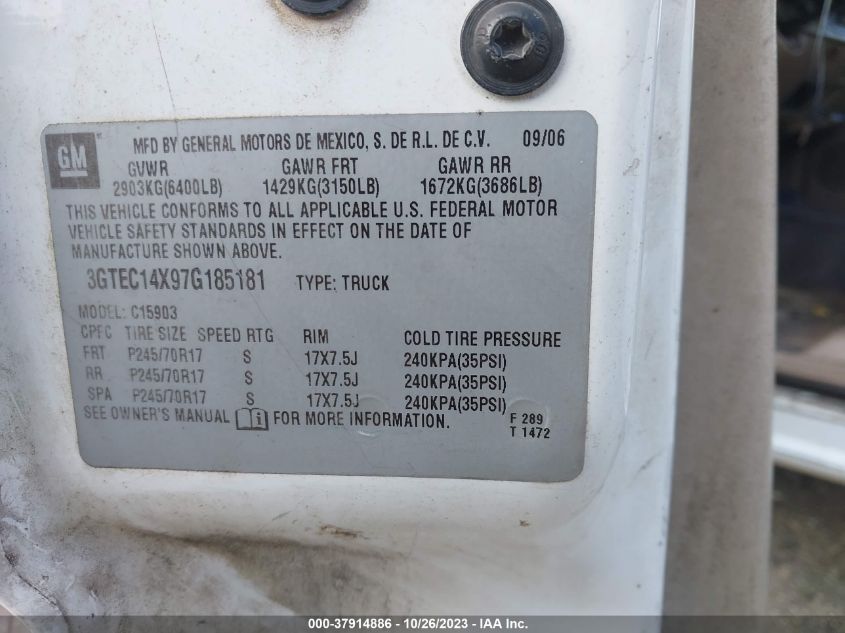 GM
MFD BY GENERAL MOTORS DE MEXICO, S. DE R.L. DE C.V. 09/06
GVWR GAWR FRT GAWR RR
2903KG(6400LB) 1429KG(3150LB) 1672KG(3686LB)
THIS VEHICLE CONFORMS TO ALL APPLICABLE U.S. FEDERAL MOTOR
VEHICLE SAFETY STANDARDS IN EFFECT ON THE DATE OF
MANUFACTURE SHOWN ABOVE.
3GTEC14X97G185181 TYPE: TRUCK
MODEL: C15903
CPFC TIRE SIZE SPEED RTG RIM COLD TIRE PRESSURE
FRT P245/70R17 S 17X7.5J 240KPA(35PSI)
RR P245/70R17 S 17X7.5J 240KPA(35PSI)
SPA P245/70R17 S 17X7.5J 240KPA(35PSI)
SEE OWNER'S MANUAL i FOR MORE INFORMATION.
F 289
T 1472
000-37914886 - 10/26/2023 - IAA Inc.